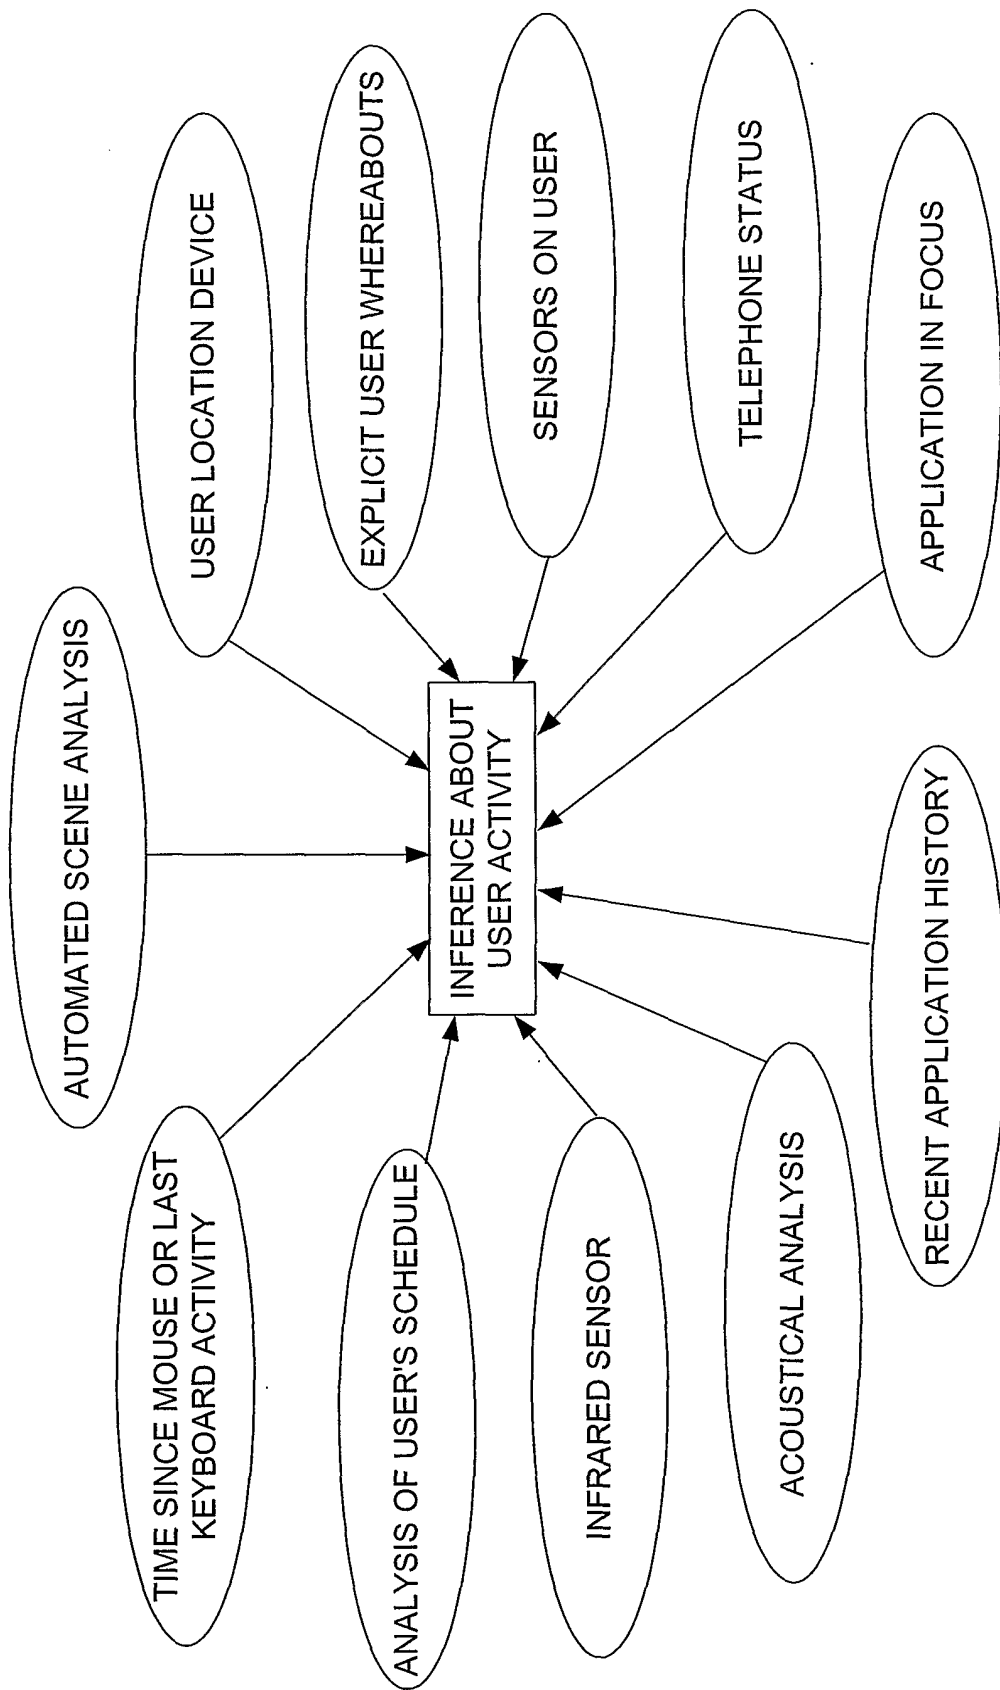 AUTOMATED SCENE ANALYSIS
TIME SINCE MOUSE OR LAST
KEYBOARD ACTIVITY
USER LOCATION DEVICE
ANALYSIS OF USER'S SCHEDULE
EXPLICIT USER WHEREABOUTS
INFERENCE ABOUT
USER ACTIVITY
INFRARED SENSOR
SENSORS ON USER
ACOUSTICAL ANALYSIS
TELEPHONE STATUS
RECENT APPLICATION HISTORY
APPLICATION IN FOCUS